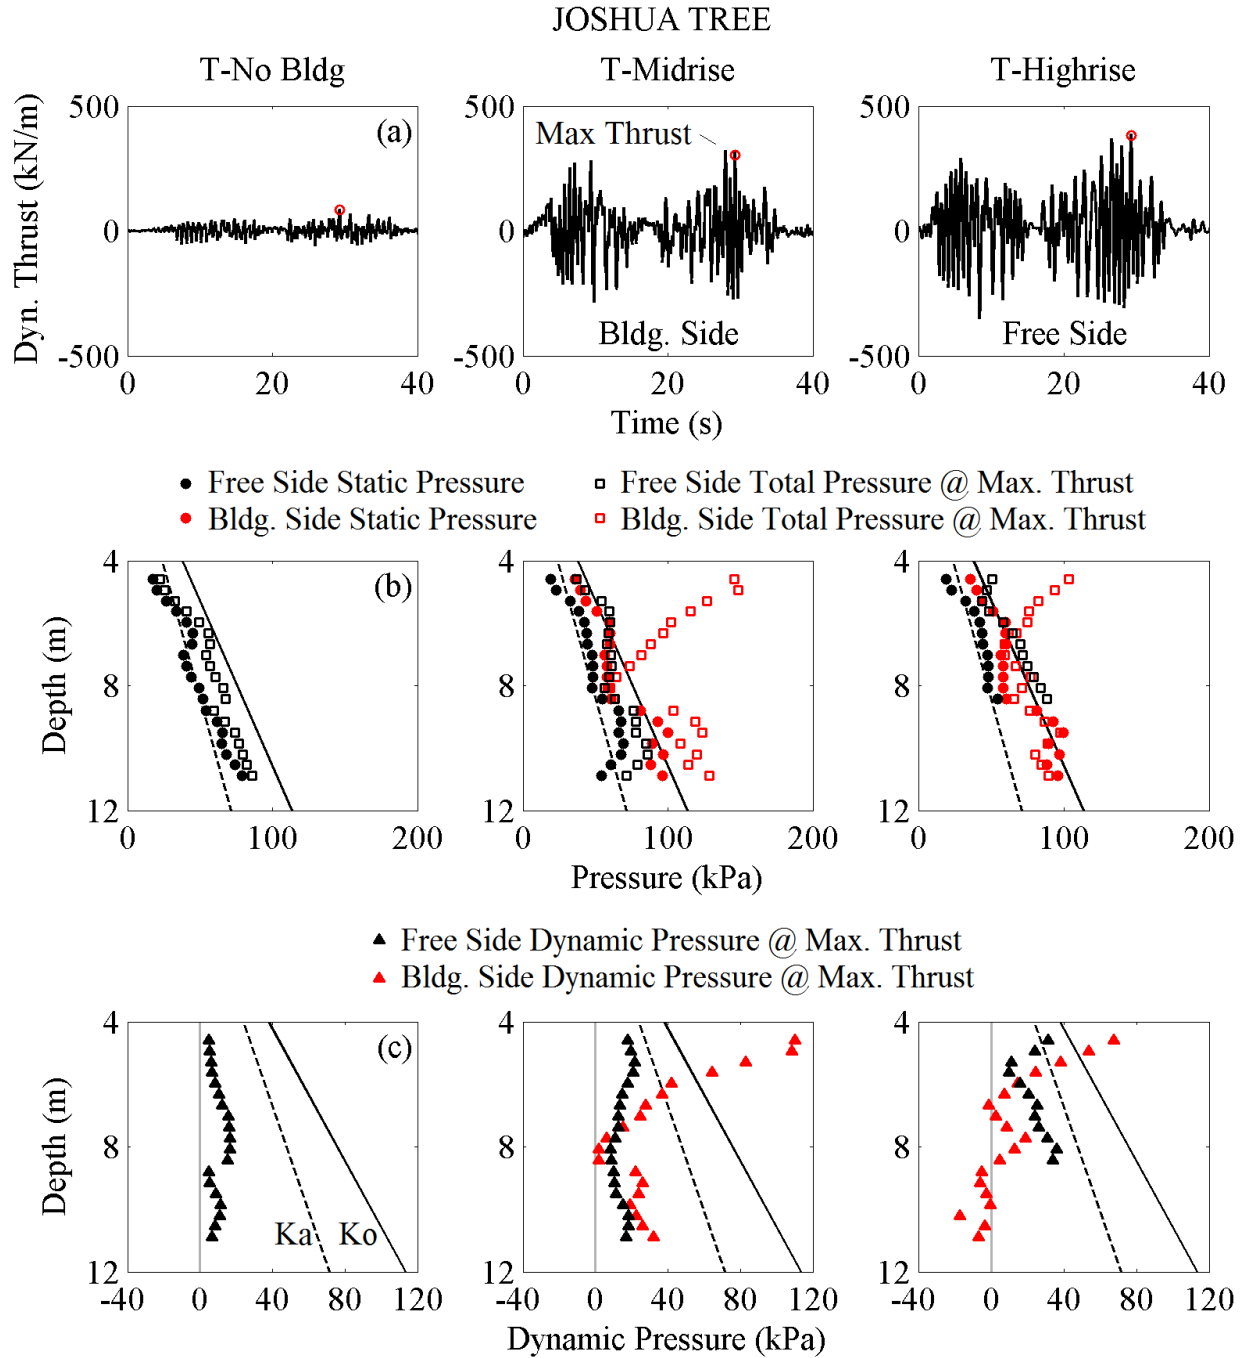 JOSHUA TREE
T-No Bldg T-Midrise T-Highrise
Dyn. Thrust (kN/m)
500 500 500
(a) Max Thrust
0 0 0
Bldg. Side Free Side
-500 -500 -500
0 20 40 0 20 40 0 20 40
Time (s)
Free Side Static Pressure Free Side Total Pressure @ Max. Thrust
Bldg. Side Static Pressure Bldg. Side Total Pressure @ Max. Thrust
Depth (m)
4 4 4
(b)
8 8 8
12 12 12
0 100 200 0 100 200 0 100 200
Pressure (kPa)
Free Side Dynamic Pressure @ Max. Thrust
Bldg. Side Dynamic Pressure @ Max. Thrust
Depth (m)
4 4 4
(c)
8 8 8
Ka Ko
12 12 12
-40 0 40 80 120 -40 0 40 80 120 -40 0 40 80 120
Dynamic Pressure (kPa)